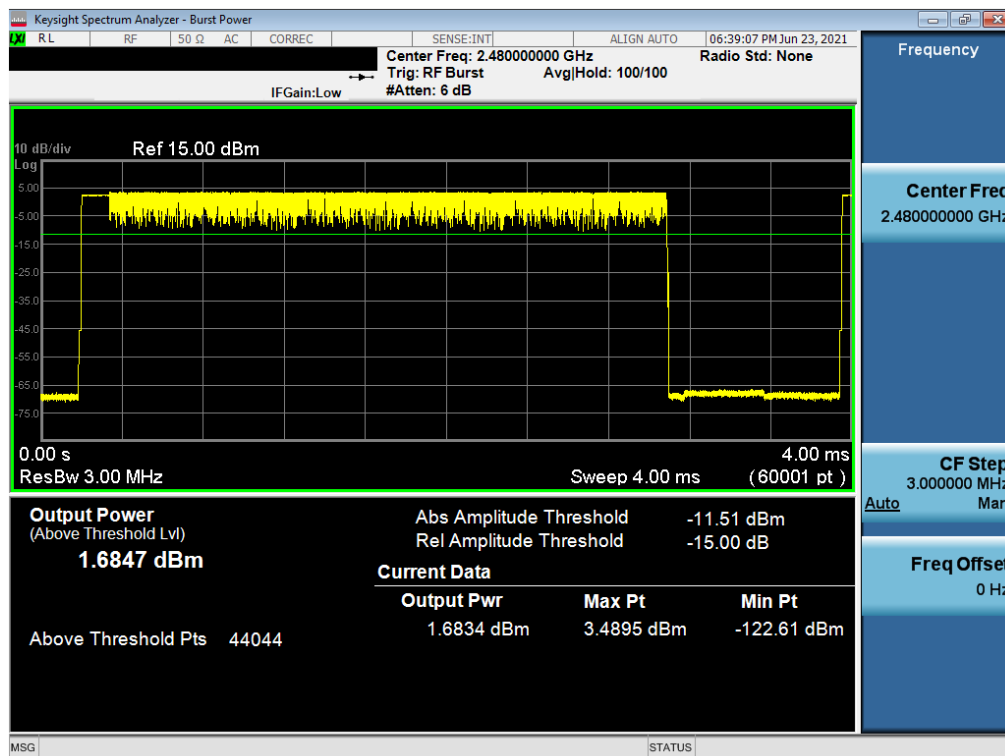 Keysight Spectrum Analyzer - Burst Power
LXI RL RF 50 Ω AC CORREC SENSE:INT ALIGN AUTO 06:39:07 PM Jun 23, 2021
Center Freq: 2.480000000 GHz Radio Std: None
Trig: RF Burst Avg|Hold: 100/100
IFGain:Low #Atten: 6 dB
Frequency
10 dB/div Ref 15.00 dBm
Log
5.00
-5.00
-15.0
-25.0
-35.0
-45.0
-55.0
-65.0
-75.0
0.00 s 4.00 ms
ResBw 3.00 MHz Sweep 4.00 ms (60001 pt)
Center Freq
2.480000000 GHz
CF Step
3.000000 MHz
Auto Man
Freq Offset
0 Hz
Output Power
(Above Threshold Lvl)
1.6847 dBm
Above Threshold Pts 44044
Abs Amplitude Threshold -11.51 dBm
Rel Amplitude Threshold -15.00 dB
Current Data
Output Pwr Max Pt Min Pt
1.6834 dBm 3.4895 dBm -122.61 dBm
MSG STATUS